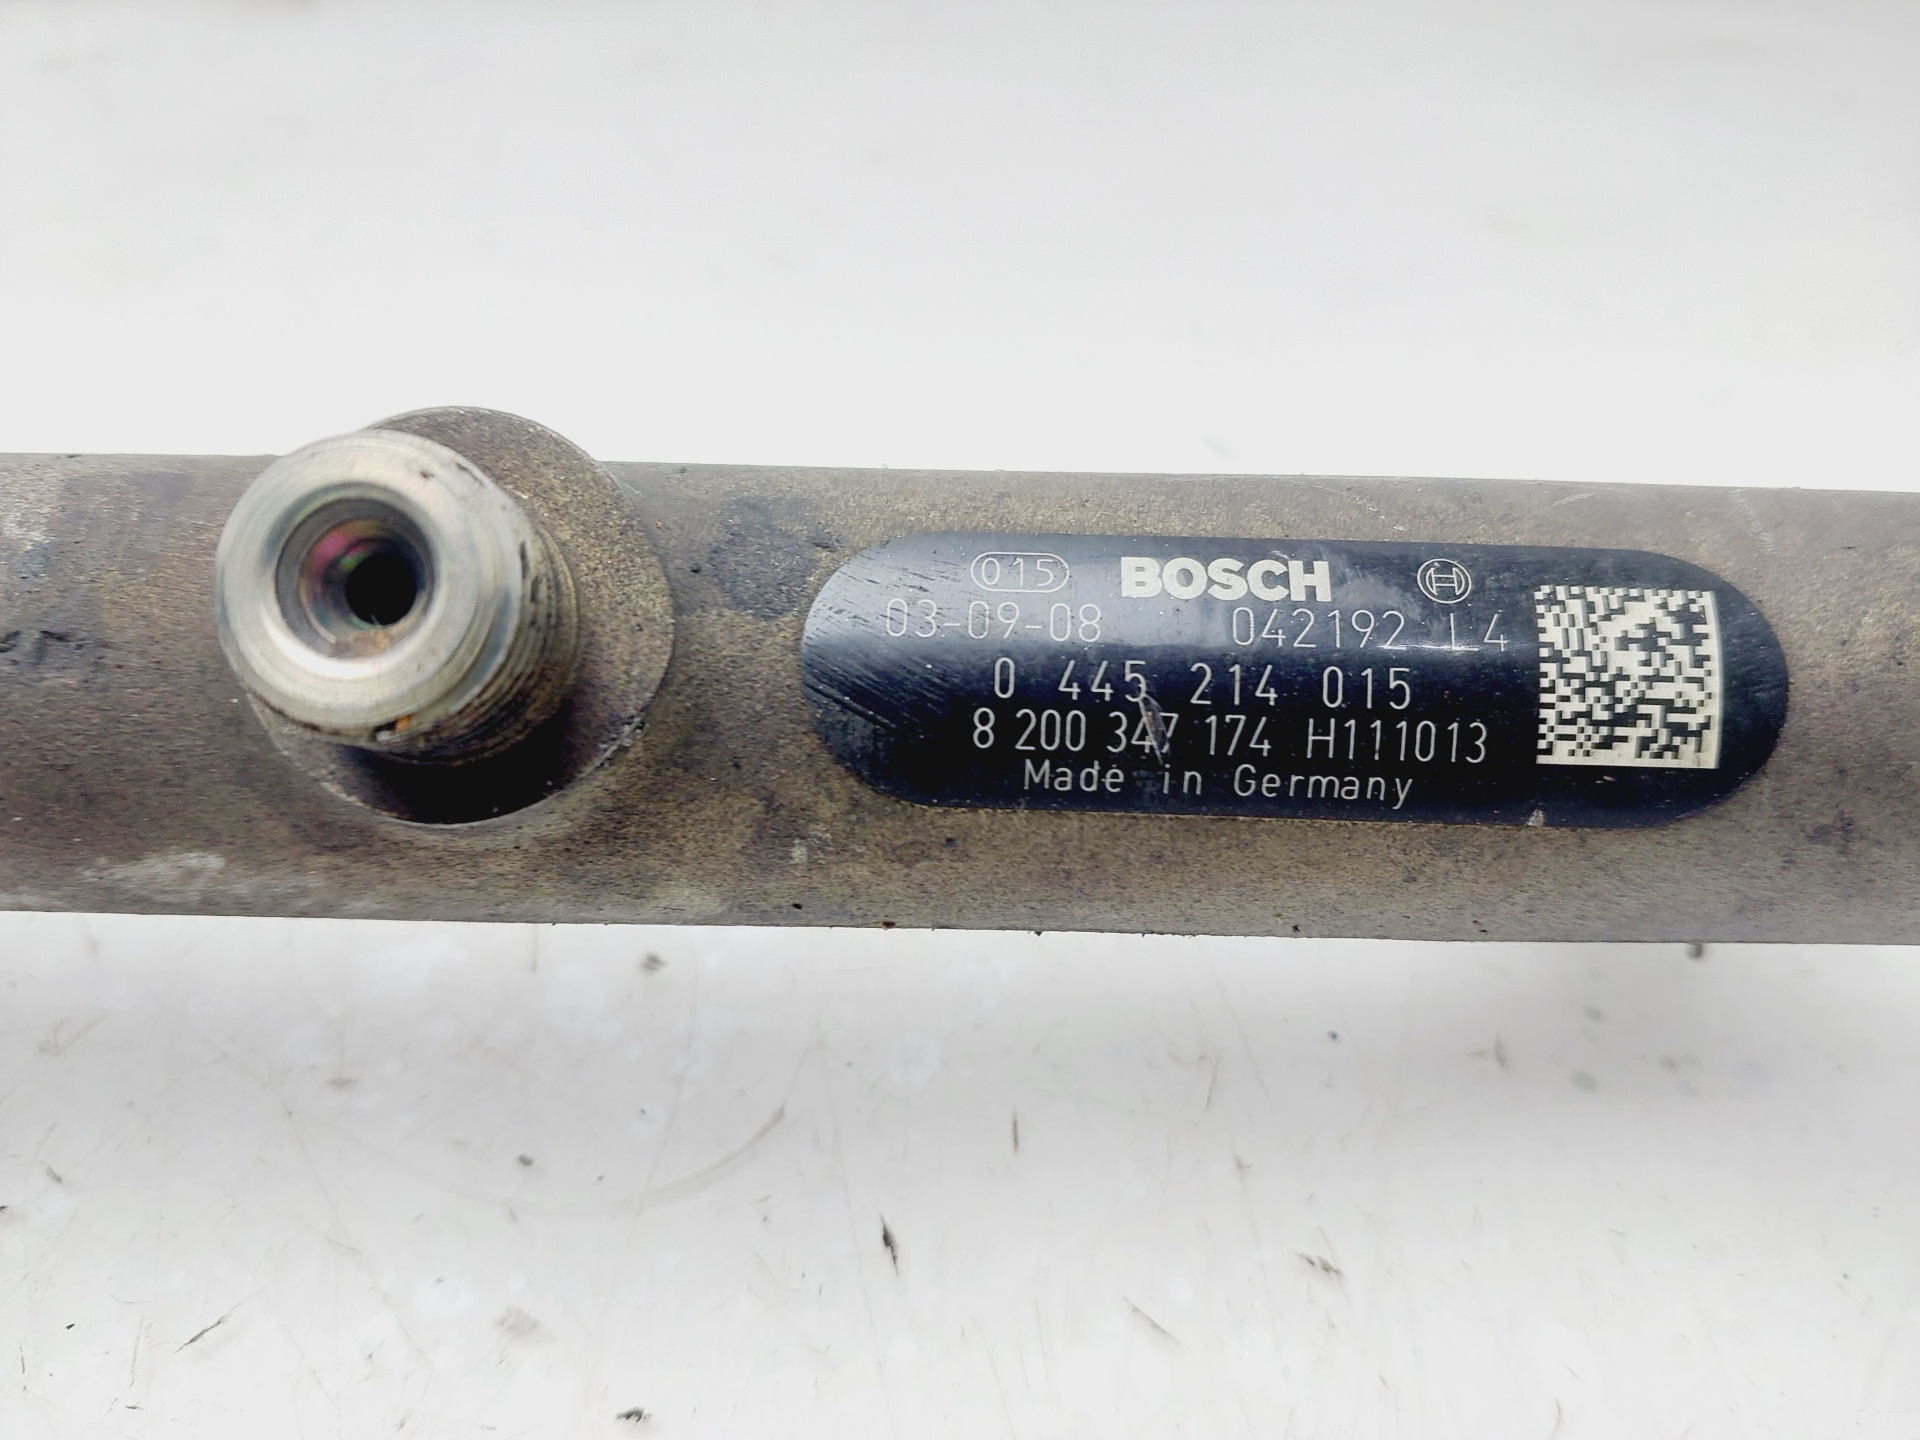 015 BOSCH
03-09-08 042192 L4
0 445 214 015
8 200 347 174 H111013
Made in Germany